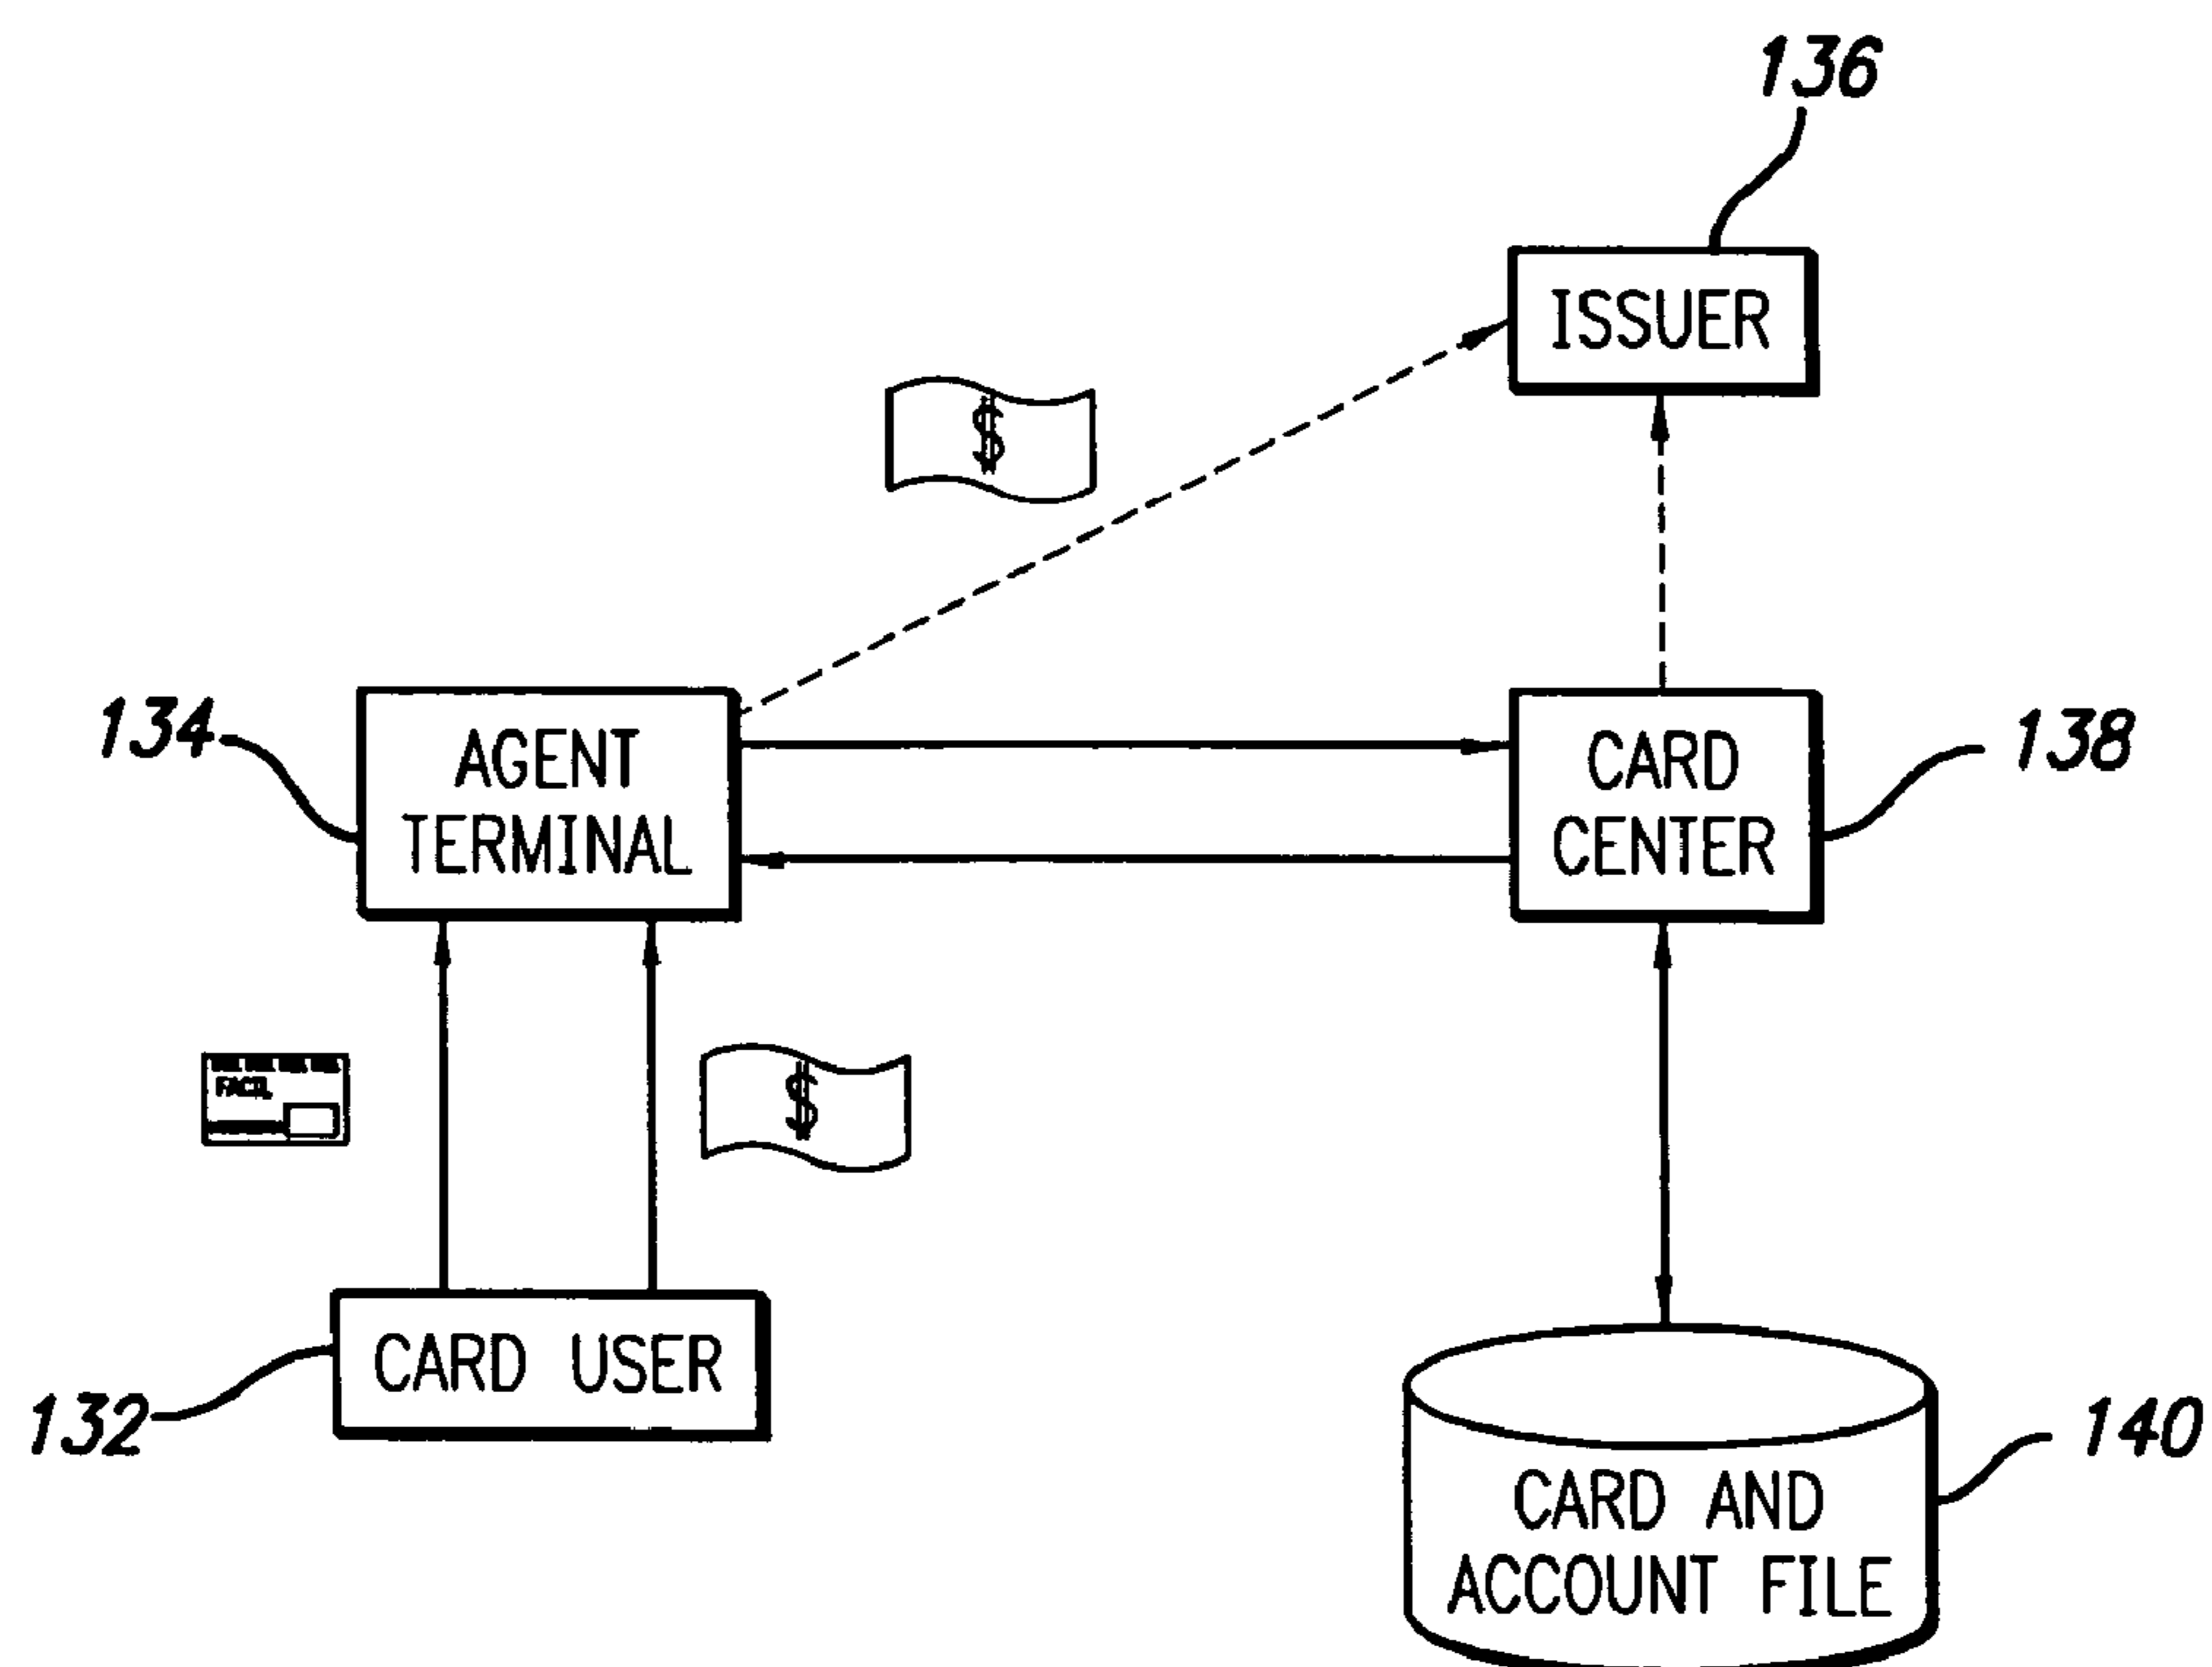 136
ISSUER
$
134
AGENT
TERMINAL
CARD
CENTER
138
FACIL
$
CARD USER
132
140
CARD AND
ACCOUNT FILE